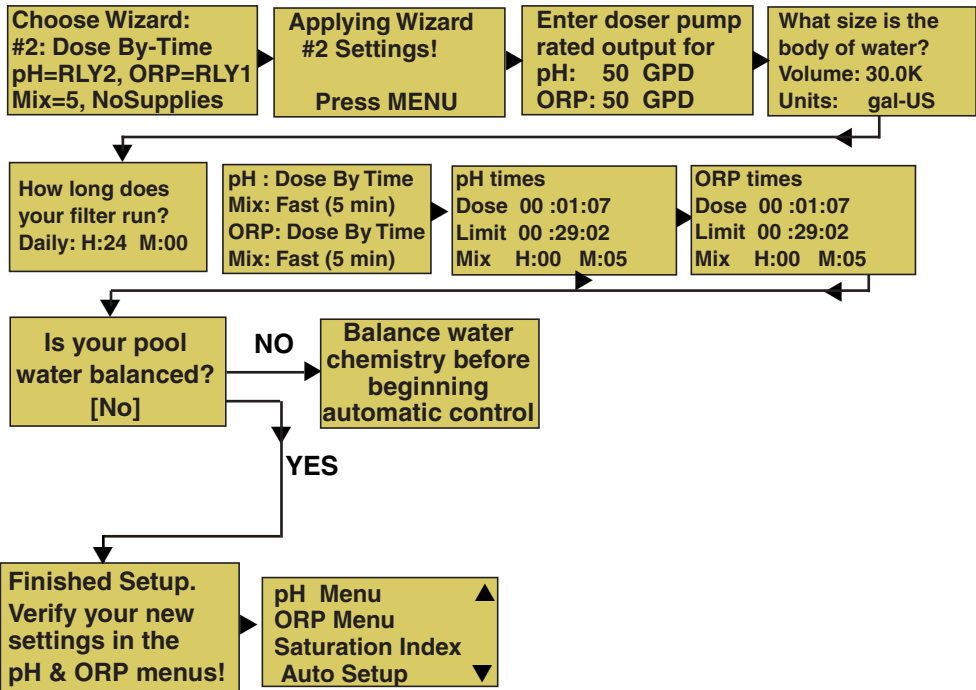 Choose Wizard:
#2: Dose By-Time
pH=RLY2, ORP=RLY1
Mix=5, NoSupplies
Applying Wizard
#2 Settings!
Press MENU
Enter doser pump
rated output for
pH: 50 GPD
ORP: 50 GPD
What size is the
body of water?
Volume: 30.0K
Units: gal-US
How long does
your filter run?
Daily: H:24 M:00
pH : Dose By Time
Mix: Fast (5 min)
ORP: Dose By Time
Mix: Fast (5 min)
pH times
Dose 00 :01:07
Limit 00 :29:02
Mix H:00 M:05
ORP times
Dose 00 :01:07
Limit 00 :29:02
Mix H:00 M:05
Is your pool
water balanced?
[No]
NO
Balance water
chemistry before
beginning
automatic control
YES
Finished Setup.
Verify your new
settings in the
pH & ORP menus!
pH Menu
ORP Menu
Saturation Index
Auto Setup